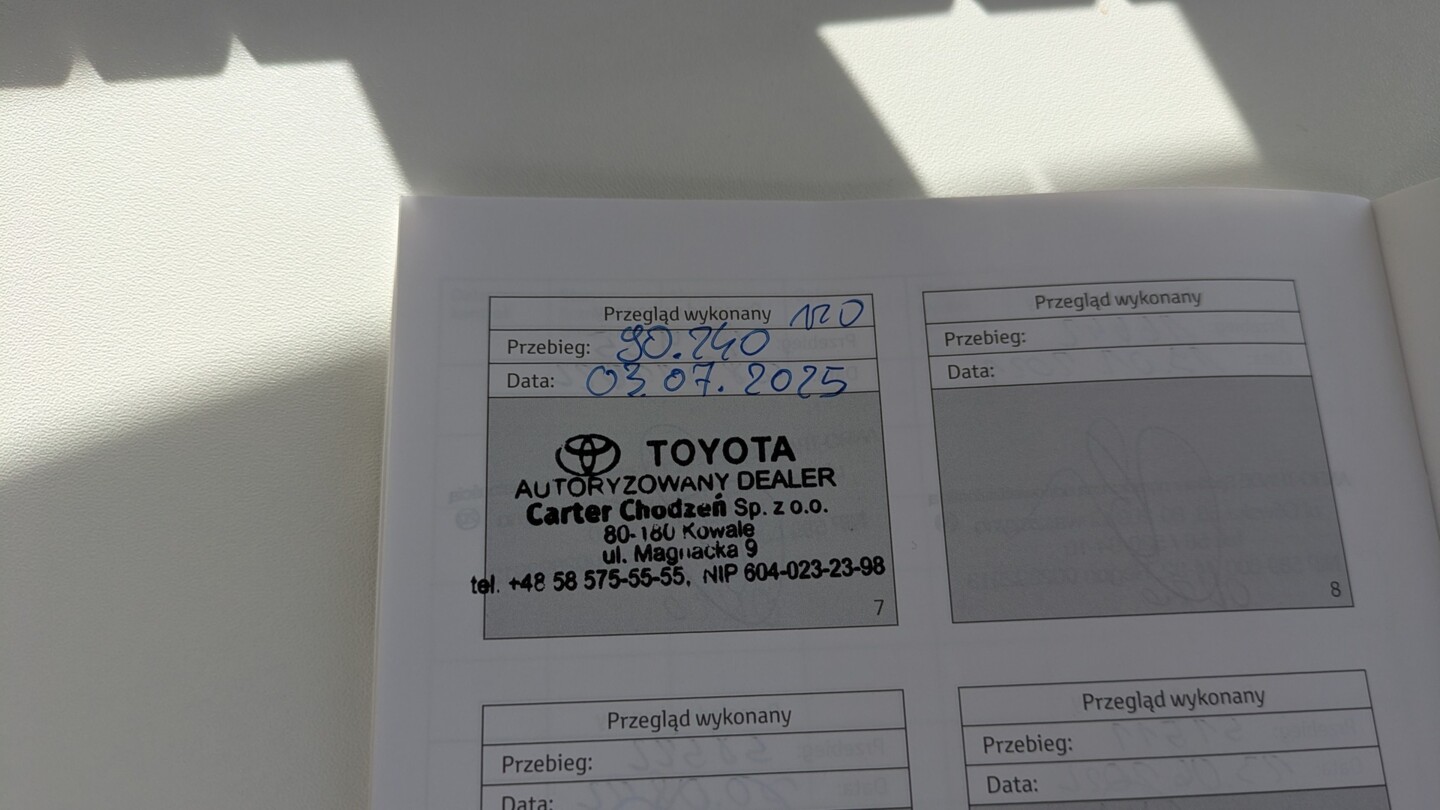 Przegląd wykonany 120
Przebieg: 90.240
Data: 03.07.2025
TOYOTA
AUTORYZOWANY DEALER
Carter Chodzeń Sp. z o.o.
80-180 Kowale
ul. Magnacka 9
tel. +48 58 575-55-55, NIP 604-023-23-98
7
Przegląd wykonany
Przebieg:
Data:
8
Przegląd wykonany
Przebieg:
Data:
Przegląd wykonany
Przebieg:
Data: